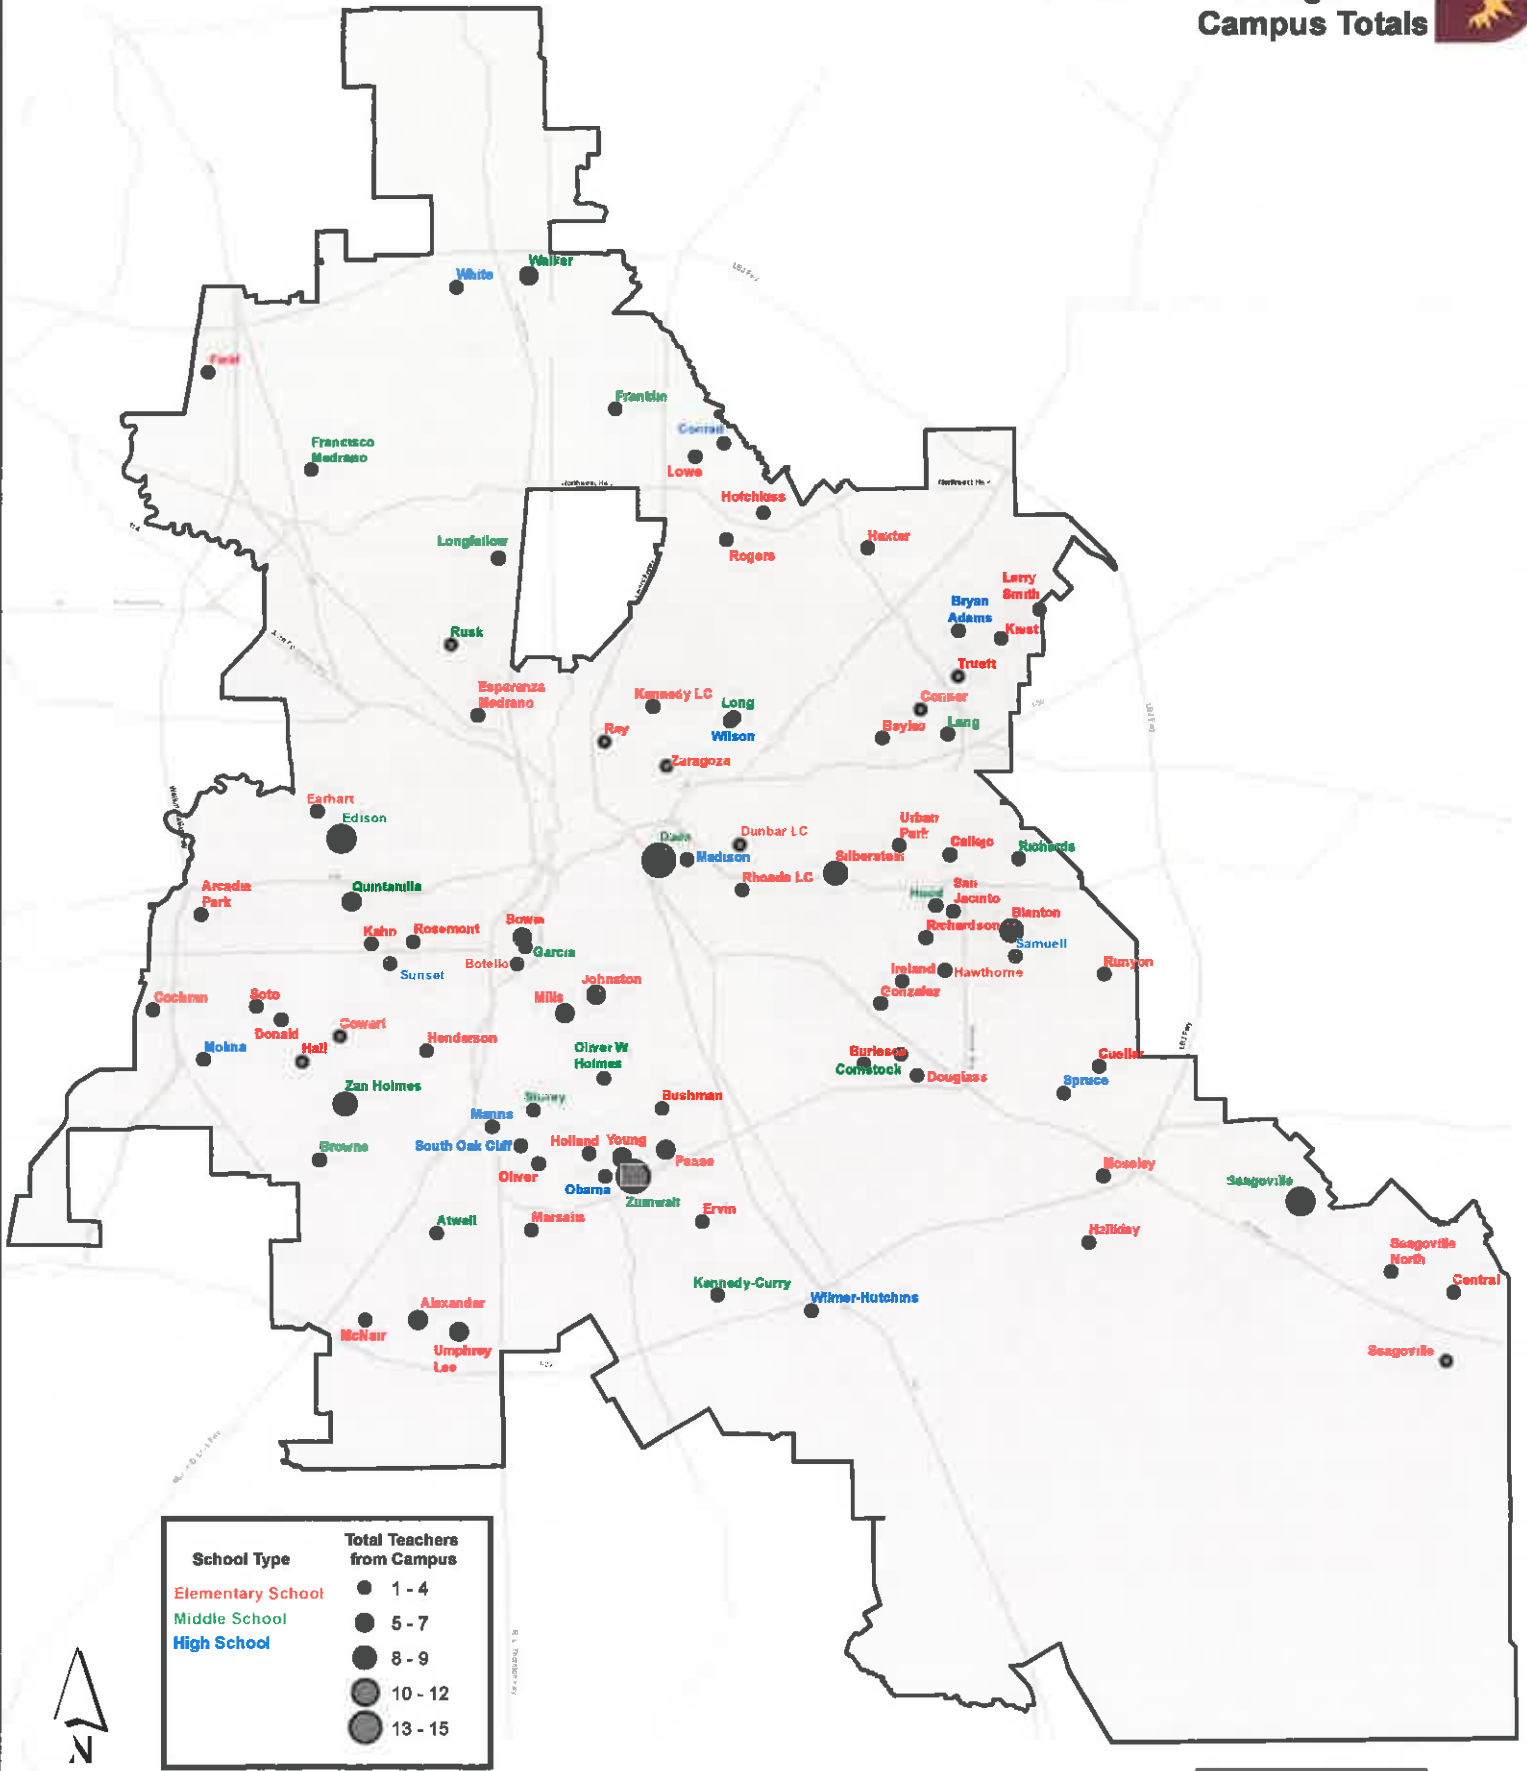 Campus Totals
White
Walker
Franklin
Conrad
Lowe
Francisco
Medrano
Hotchkiss
Rogers
Longfellow
Hexter
Larry
Smith
Bryan
Adams
Kiest
Rusk
Truett
Esperanza
Medrano
Kennedy LC
Conner
Long
Wilson
Bayles
Lang
Ray
Zaragoza
Earhart
Edison
Dade
Madison
Dunbar LC
Urban
Park
Silberstein
Callejo
Richards
Arcadia
Park
Quintanilla
Rhoads LC
Hood
San
Jacinto
Blanton
Kahn
Rosemont
Bowie
Garcia
Richardson
Samuell
Sunset
Botello
Ireland
Hawthorne
Runyon
Johnston
Gonzalez
Cochran
Soto
Mills
Donald
Cowart
Molina
Hall
Henderson
Oliver W
Holmes
Burleson
Comstock
Douglass
Cuellar
Spruce
Zan Holmes
Storey
Bushman
Manns
South Oak Cliff
Holland
Young
Browne
Pease
Moseley
Oliver
Obama
Zumwalt
Seagoville
Marsalis
Ervin
Atwell
Halliday
Seagoville
North
Central
Kennedy-Curry
Wilmer-Hutchins
Alexander
McNair
Umphrey
Lee
Seagoville
School Type
Elementary School
Middle School
High School
Total Teachers
from Campus
1 - 4
5 - 7
8 - 9
10 - 12
13 - 15
N